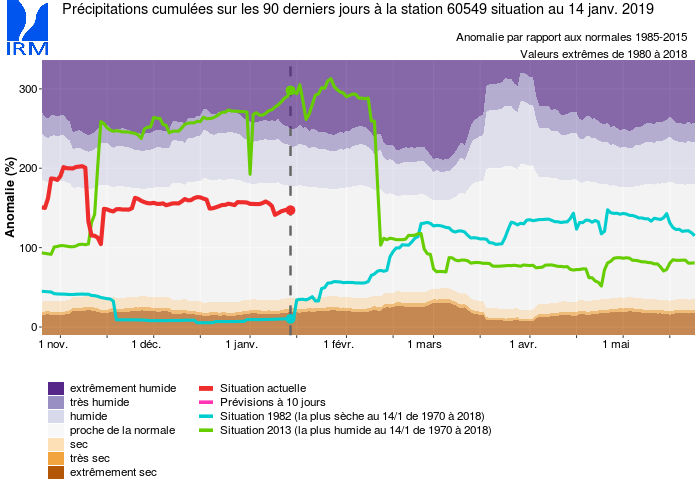 Précipitations cumulées sur les 90 derniers jours à la station 60549 situation au 14 janv. 2019
IRM
Anomalie par rapport aux normales 1985-2015
Valeurs extrêmes de 1980 à 2018
Anomalie (%)
300
200
100
0
1 nov.
1 déc.
1 janv.
1 févr.
1 mars
1 avr.
1 mai
extrêmement humide
très humide
humide
proche de la normale
sec
très sec
extrêmement sec
Situation actuelle
Prévisions à 10 jours
Situation 1982 (la plus sèche au 14/1 de 1970 à 2018)
Situation 2013 (la plus humide au 14/1 de 1970 à 2018)